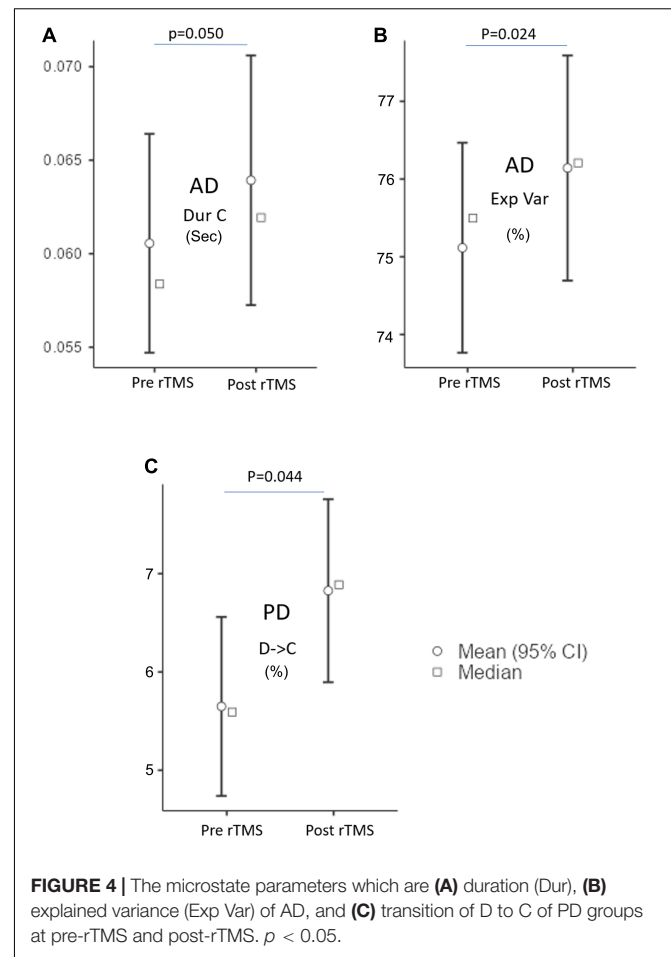 A
p=0.050
0.070
0.065
0.060
0.055
AD
Dur C
(Sec)
Pre rTMS
Post rTMS
B
P=0.024
77
76
75
74
AD
Exp Var
(%)
Pre rTMS
Post rTMS
C
P=0.044
7
6
5
PD
D->C
(%)
Pre rTMS
Post rTMS
Mean (95% CI)
Median
FIGURE 4 | The microstate parameters which are (A) duration (Dur), (B)
explained variance (Exp Var) of AD, and (C) transition of D to C of PD groups
at pre-rTMS and post-rTMS. p < 0.05.